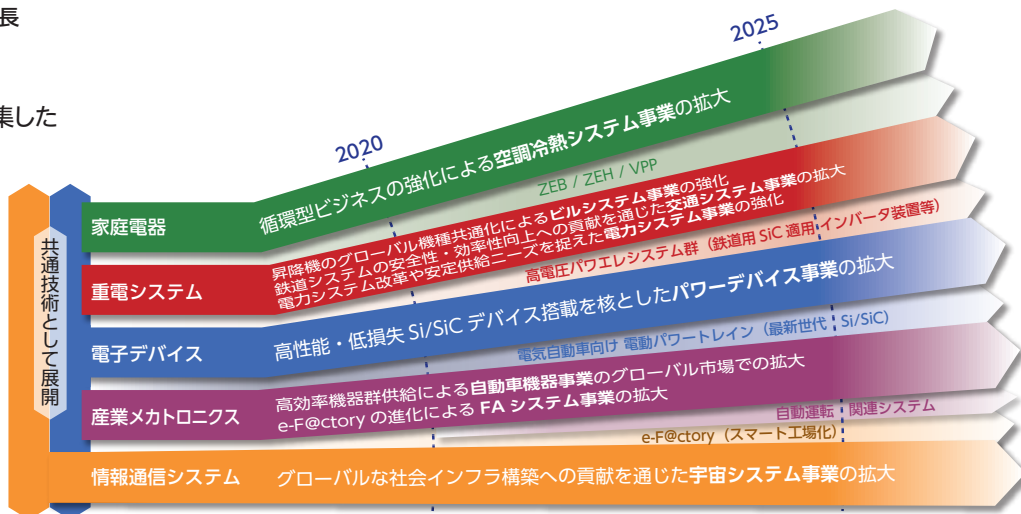 長
集した
2020
2025
共通技術として展開
家庭電器
循環型ビジネスの強化による空調冷熱システム事業の拡大
ZEB / ZEH / VPP
重電システム
昇降機のグローバル機種共通化によるビルシステム事業の強化
鉄道システムの安全性・効率性向上への貢献を通じた交通システム事業の拡大
電力システム改革や安定供給ニーズを捉えた電力システム事業の強化
高電圧パワエレシステム群（鉄道用 SiC 適用 インバータ装置等）
電子デバイス
高性能・低損失 Si/SiC デバイス搭載を核としたパワーデバイス事業の拡大
電気自動車向け 電動パワートレイン（最新世代 Si/SiC）
産業メカトロニクス
高効率機器群供給による自動車機器事業のグローバル市場での拡大
e-F@ctory の進化による FA システム事業の拡大
自動運転 関連システム
e-F@ctory（スマート工場化）
情報通信システム
グローバルな社会インフラ構築への貢献を通じた宇宙システム事業の拡大